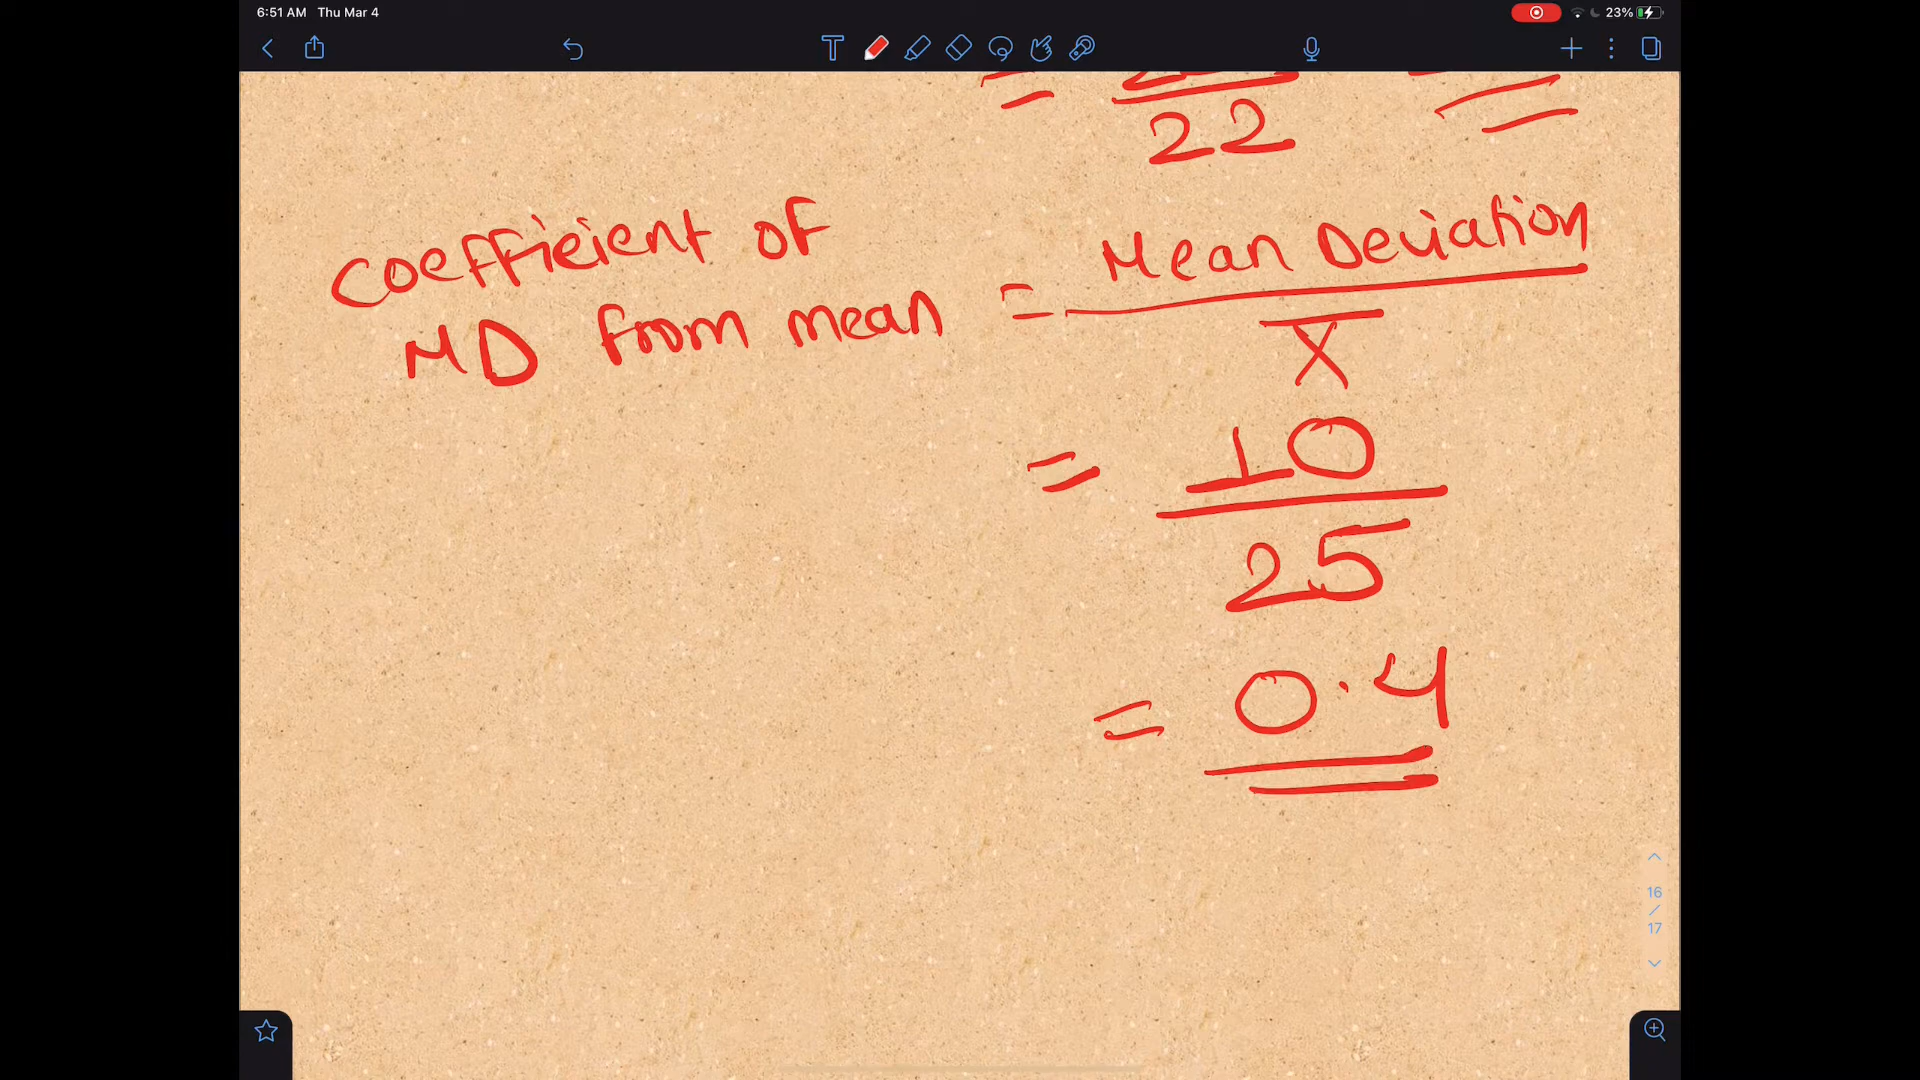 6:51 AM Thu Mar 4
23%
=
22
Coefficient of
MD from mean = Mean Deviation
X̅
= 10
25
= 0.4
16
/
17